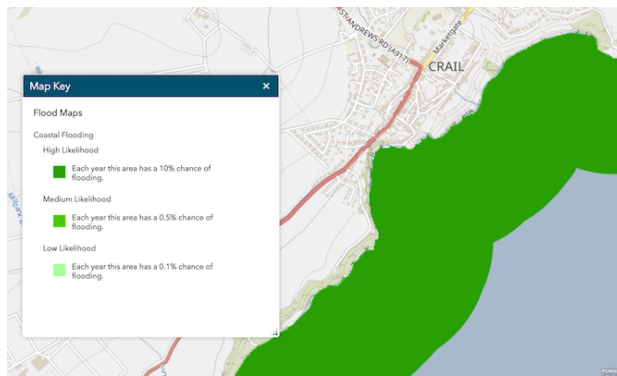 ST-ANDREWS RD (A917)
Marketgate
CRAIL
Map Key
×
Flood Maps
Coastal Flooding
High Likelihood
Each year this area has a 10% chance of
flooding.
Medium Likelihood
Each year this area has a 0.5% chance of
flooding.
Low Likelihood
Each year this area has a 0.1% chance of
flooding.
POWE